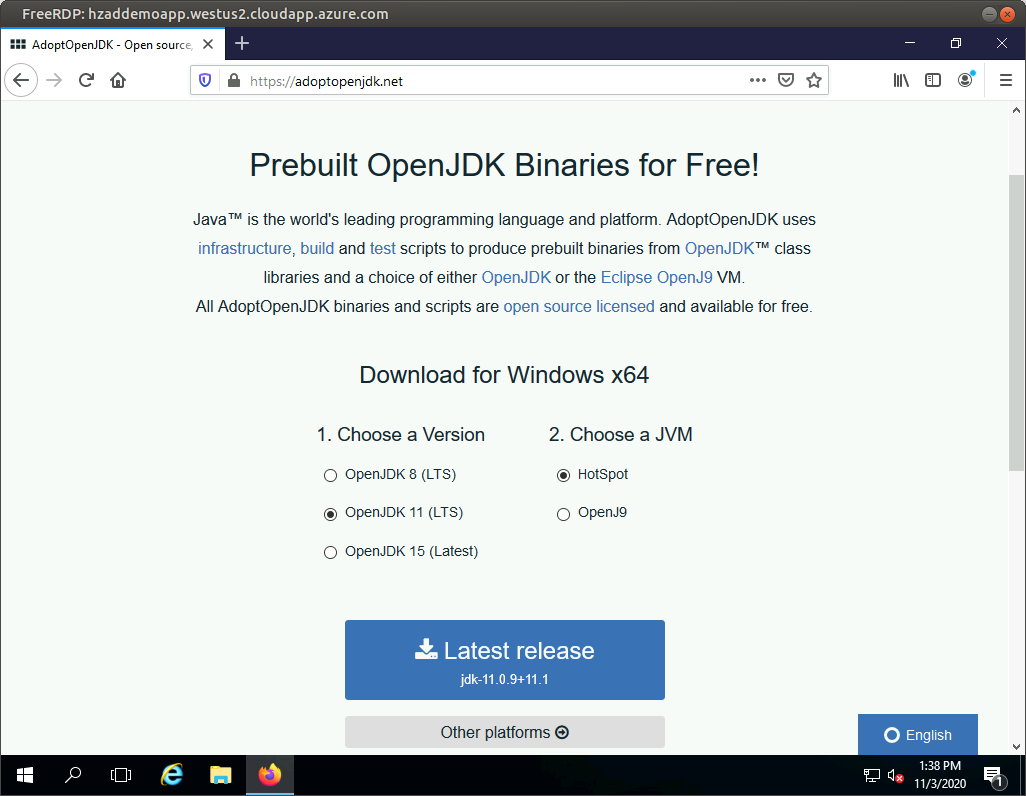 FreeRDP: hzaddemoapp.westus2.cloudapp.azure.com
AdoptOpenJDK - Open source,
https://adoptopenjdk.net
Prebuilt OpenJDK Binaries for Free!
Java™ is the world's leading programming language and platform. AdoptOpenJDK uses
infrastructure, build and test scripts to produce prebuilt binaries from OpenJDK™ class
libraries and a choice of either OpenJDK or the Eclipse OpenJ9 VM.
All AdoptOpenJDK binaries and scripts are open source licensed and available for free.
Download for Windows x64
1. Choose a Version
OpenJDK 8 (LTS)
OpenJDK 11 (LTS)
OpenJDK 15 (Latest)
2. Choose a JVM
HotSpot
OpenJ9
Latest release
jdk-11.0.9+11.1
Other platforms
English
1:38 PM
11/3/2020
1